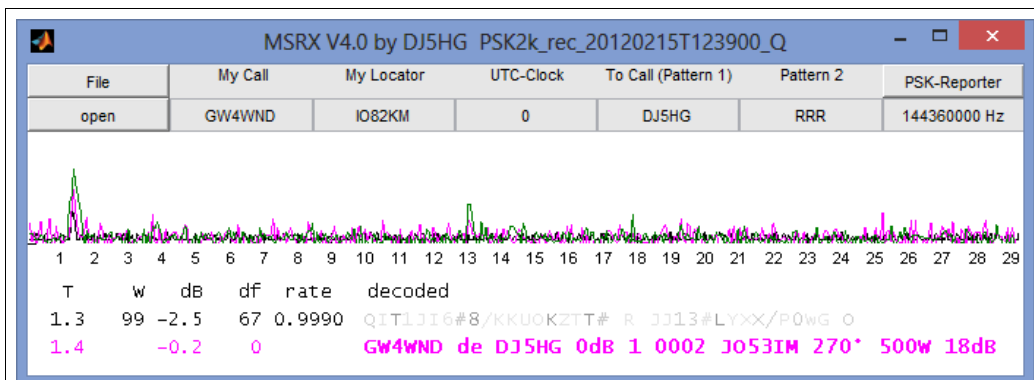 MSRX V4.0 by DJ5HG PSK2k_rec_20120215T123900_Q
File My Call My Locator UTC-Clock To Call (Pattern 1) Pattern 2 PSK-Reporter
open GW4WND IO82KM 0 DJ5HG RRR 144360000 Hz
1 2 3 4 5 6 7 8 9 10 11 12 13 14 15 16 17 18 19 20 21 22 23 24 25 26 27 28 29
T W dB df rate decoded
1.3 99 -2.5 67 0.9990
1.4 -0.2 0 GW4WND de DJ5HG 0dB 1 0002 JO53IM 270° 500W 18dB